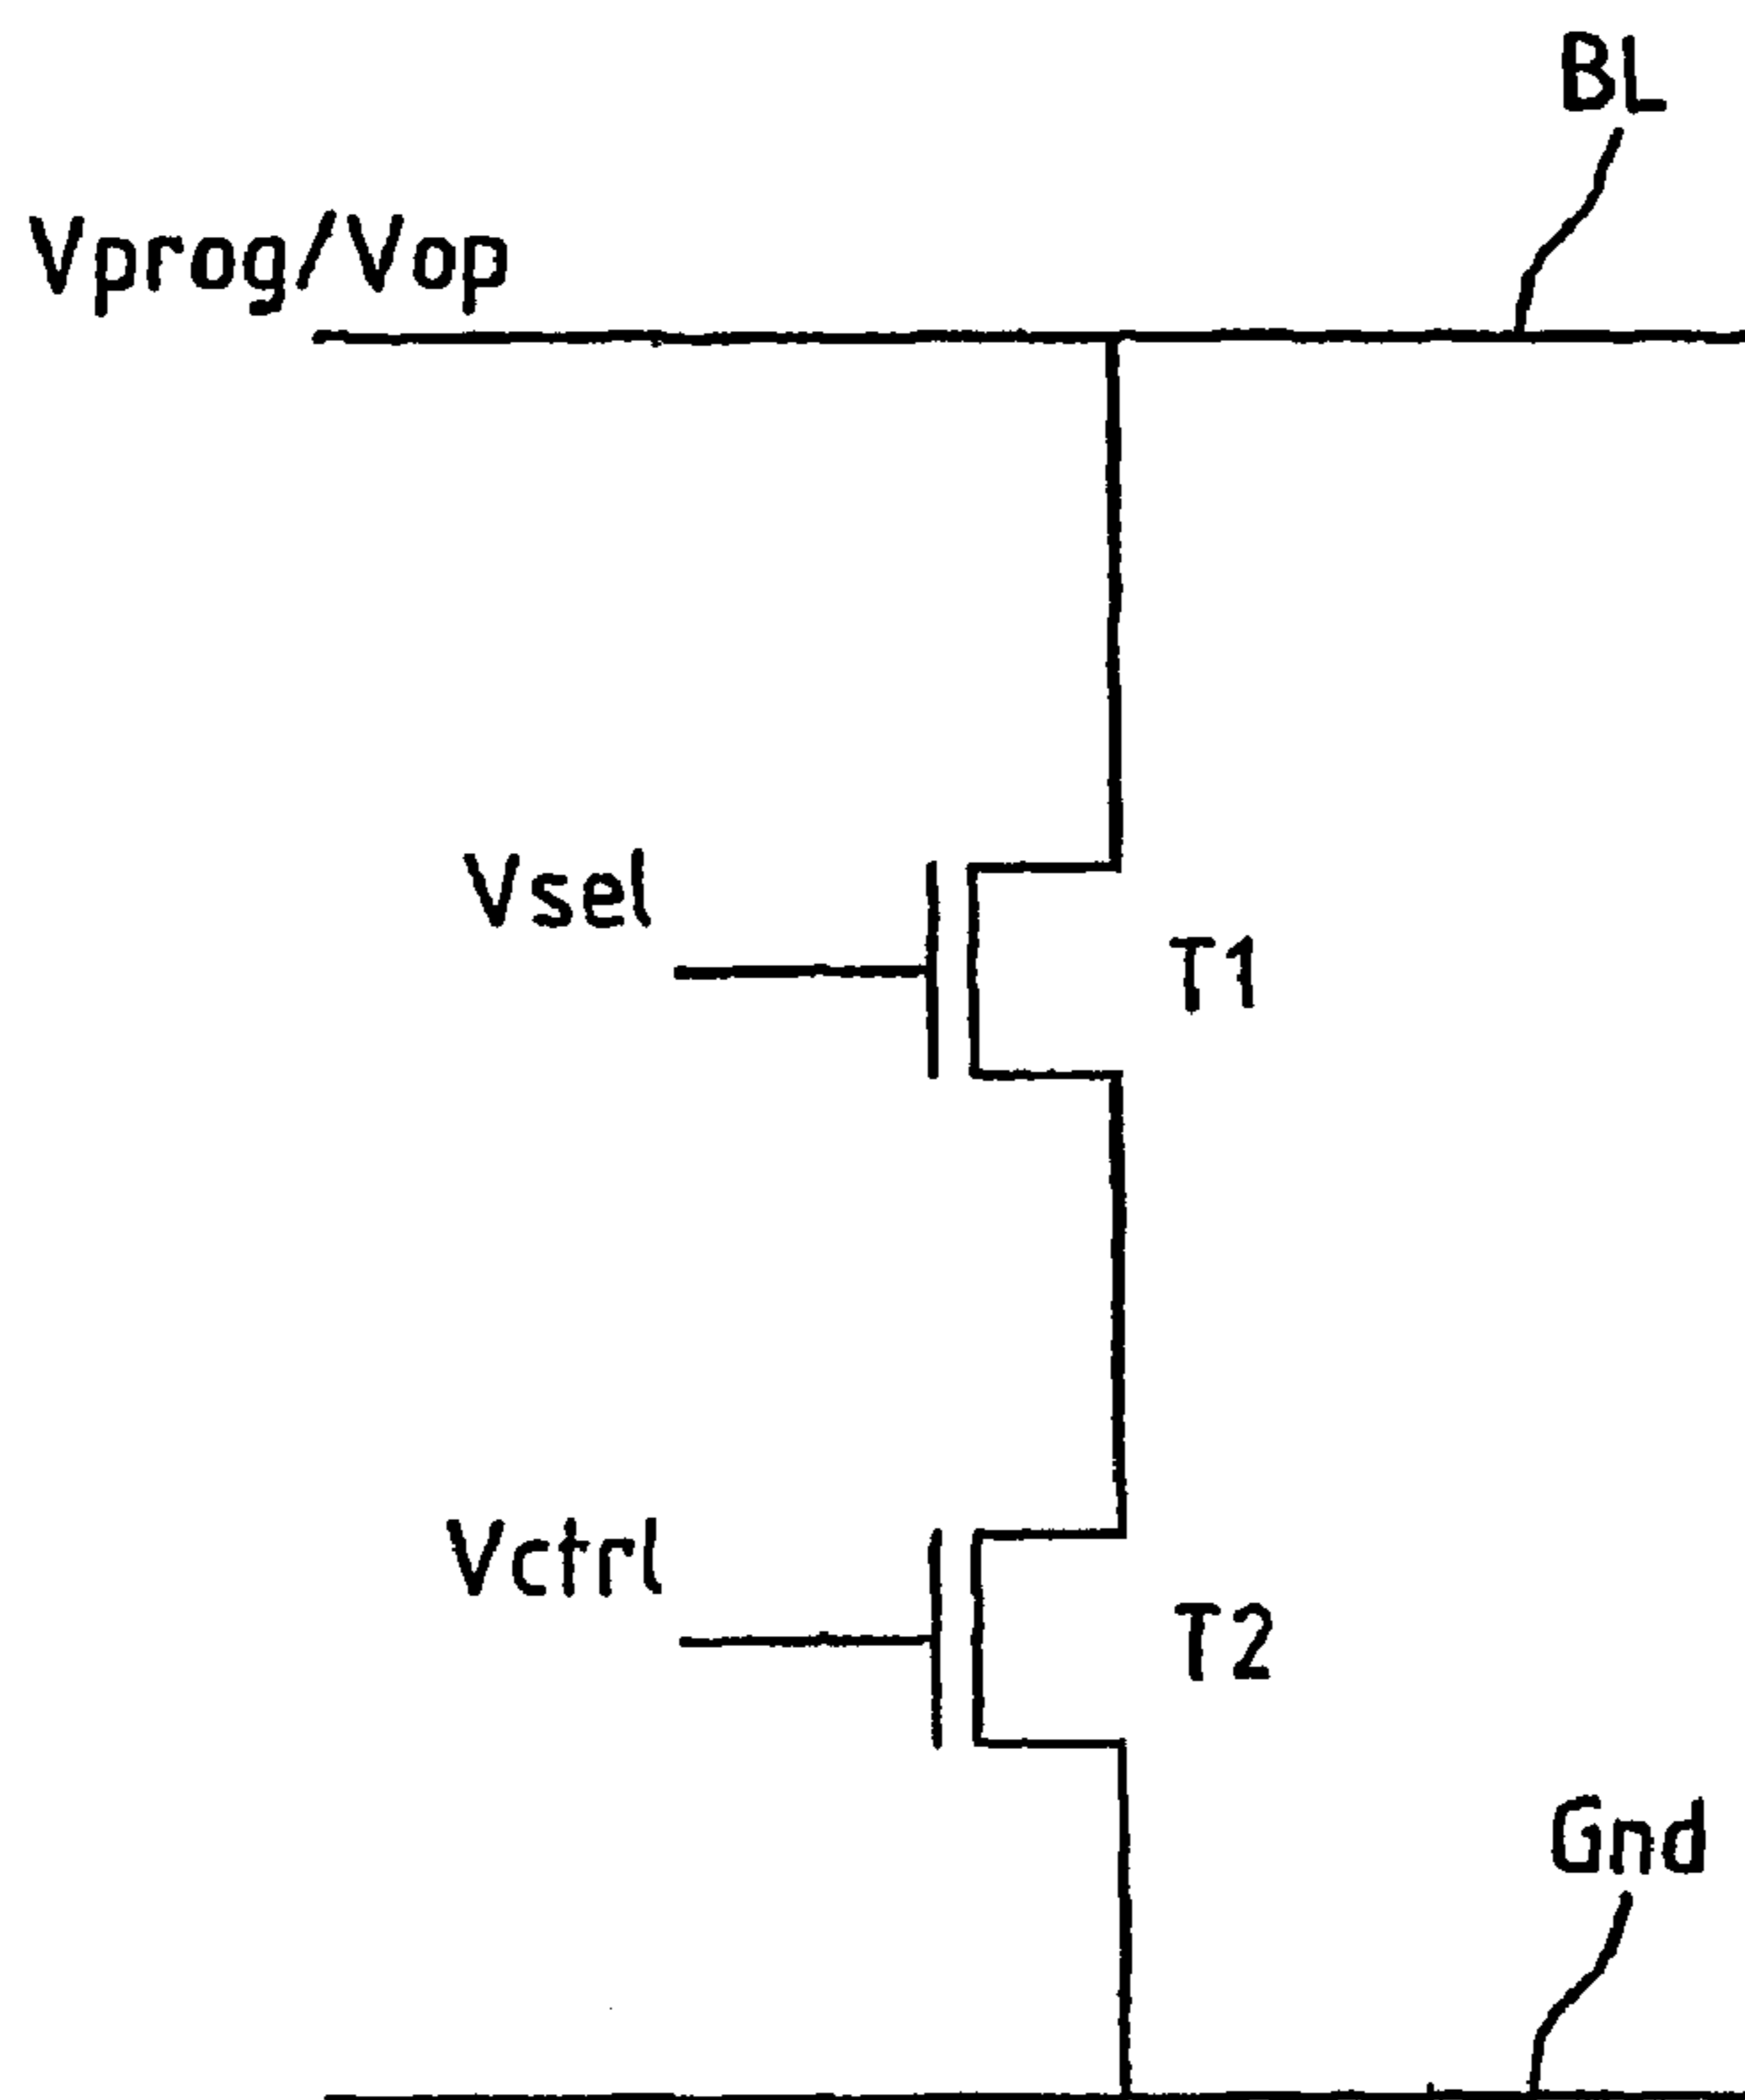 BL
Vprog/Vop
Vsel
T1
Vctrl
T2
Gnd